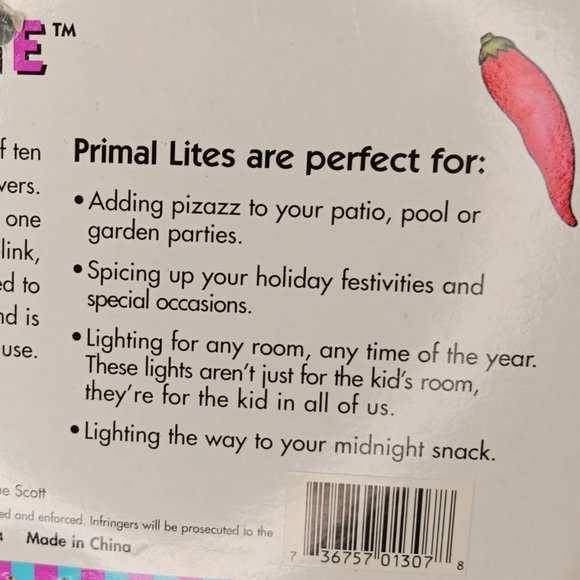 E™
f ten
vers.
one
link,
ed to
nd is
use.
Primal Lites are perfect for:
• Adding pizazz to your patio, pool or
garden parties.
• Spicing up your holiday festivities and
special occasions.
• Lighting for any room, any time of the year.
These lights aren't just for the kid's room,
they're for the kid in all of us.
• Lighting the way to your midnight snack.
ue Scott
ed and enforced. Infringers will be prosecuted to the
4 Made in China
7 36757 01307 8